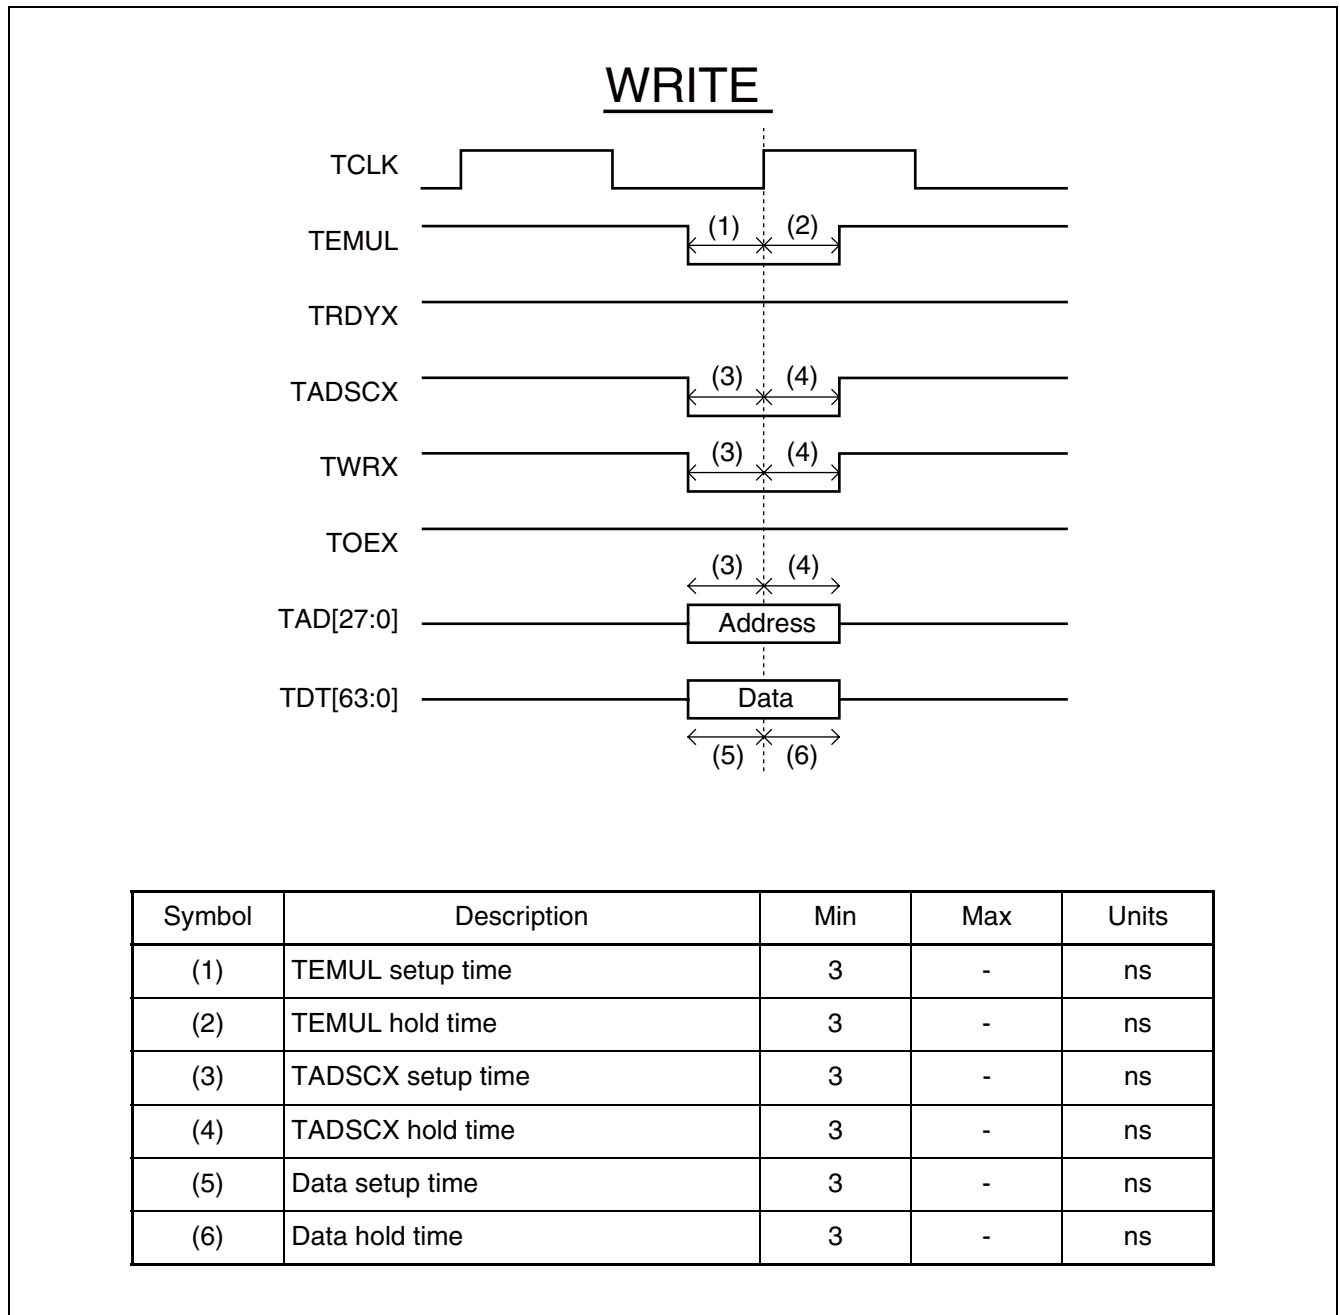 WRITE
TCLK
TEMUL (1) (2)
TRDYX
TADSCX (3) (4)
TWRX (3) (4)
TOEX
(3) (4)
TAD[27:0] Address
TDT[63:0] Data
(5) (6)
Symbol Description Min Max Units
(1) TEMUL setup time 3 - ns
(2) TEMUL hold time 3 - ns
(3) TADSCX setup time 3 - ns
(4) TADSCX hold time 3 - ns
(5) Data setup time 3 - ns
(6) Data hold time 3 - ns